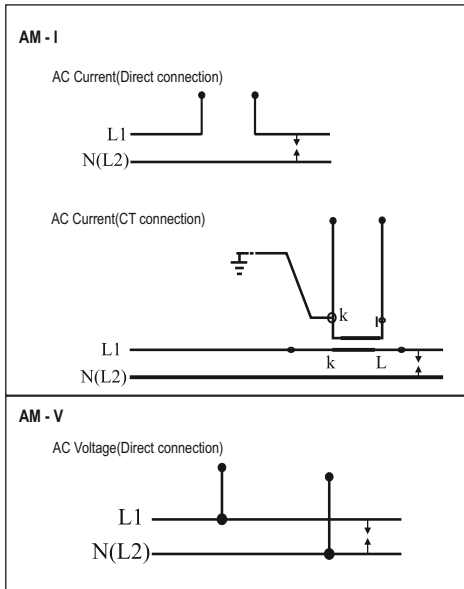 AM - I
AC Current(Direct connection)
L1
N(L2)
AC Current(CT connection)
k
l
L1
k L
N(L2)
AM - V
AC Voltage(Direct connection)
L1
N(L2)